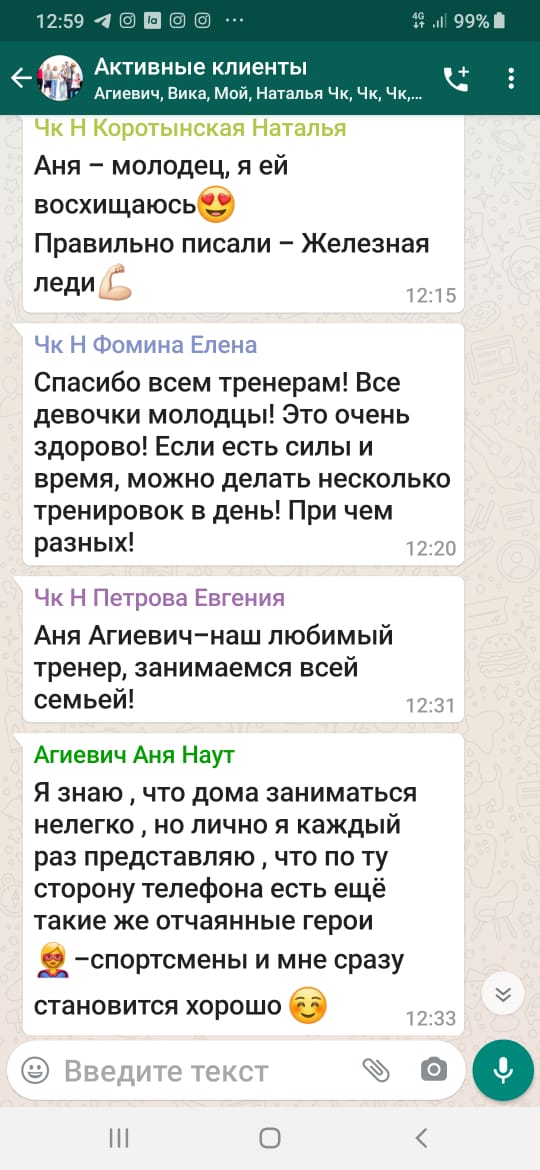 12:59
4G
99%
Активные клиенты
Агиевич, Вика, Мой, Наталья Чк, Чк, Чк,...
Чк Н Коротынская Наталья
Аня – молодец, я ей
восхищаюсь😍
Правильно писали – Железная
леди💪🏻
12:15
Чк Н Фомина Елена
Спасибо всем тренерам! Все
девочки молодцы! Это очень
здорово! Если есть силы и
время, можно делать несколько
тренировок в день! При чем
разных!
12:20
Чк Н Петрова Евгения
Аня Агиевич–наш любимый
тренер, занимаемся всей
семьей!
12:31
Агиевич Аня Наут
Я знаю , что дома заниматься
нелегко , но лично я каждый
раз представляю , что по ту
сторону телефона есть ещё
такие же отчаянные герои
🦸‍♀️–спортсмены и мне сразу
становится хорошо ☺️
12:33
Введите текст